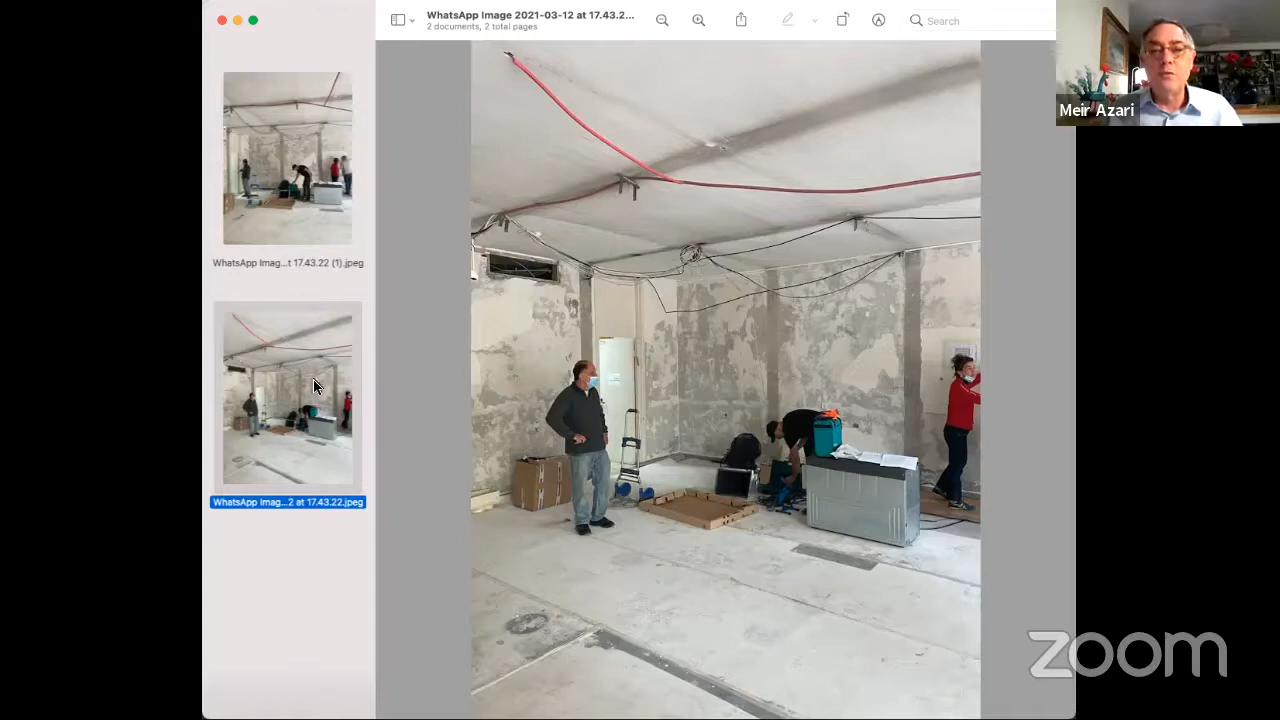 WhatsApp Image 2021-03-12 at 17.43.2...
2 documents, 2 total pages
Search
Meir Azari
WhatsApp Imag...t 17.43.22 (1).jpeg
WhatsApp Imag...2 at 17.43.22.jpeg
zoom